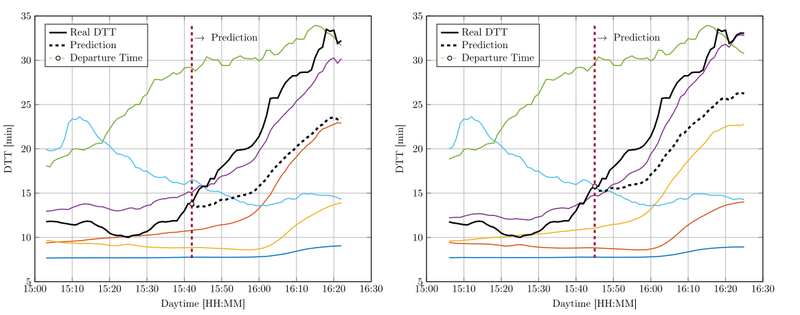 35
30
25
20
15
10
5
DTT [min]
Real DTT
Prediction
Departure Time
→ Prediction
15:00 15:10 15:20 15:30 15:40 15:50 16:00 16:10 16:20 16:30
Daytime [HH:MM]
35
30
25
20
15
10
5
DTT [min]
Real DTT
Prediction
Departure Time
→ Prediction
15:00 15:10 15:20 15:30 15:40 15:50 16:00 16:10 16:20 16:30
Daytime [HH:MM]